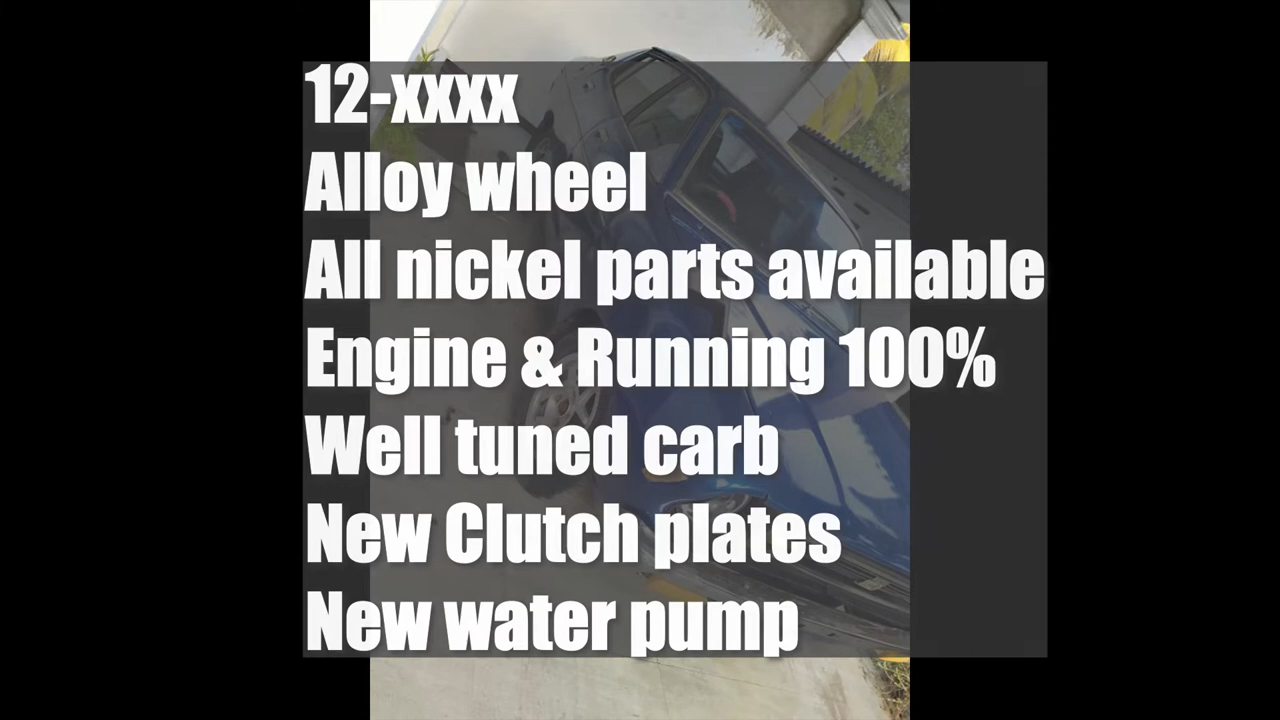 12-xxxx
Alloy wheel
All nickel parts available
Engine & Running 100%
Well tuned carb
New Clutch plates
New water pump